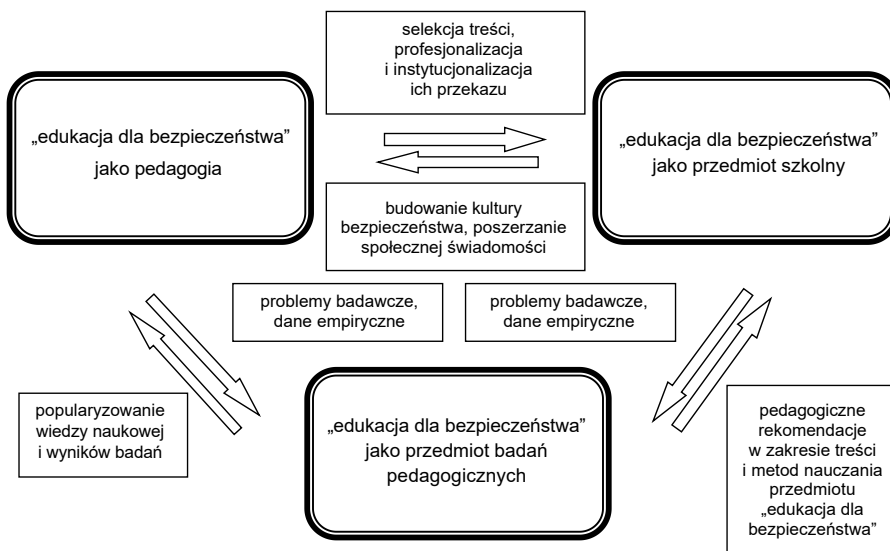 selekcja treści,
profesjonalizacja
i instytucjonalizacja
ich przekazu
„edukacja dla bezpieczeństwa”
jako pedagogia
„edukacja dla bezpieczeństwa”
jako przedmiot szkolny
budowanie kultury
bezpieczeństwa, poszerzanie
społecznej świadomości
problemy badawcze,
dane empiryczne
problemy badawcze,
dane empiryczne
popularyzowanie
wiedzy naukowej
i wyników badań
„edukacja dla bezpieczeństwa”
jako przedmiot badań
pedagogicznych
pedagogiczne
rekomendacje
w zakresie treści
i metod nauczania
przedmiotu
„edukacja dla
bezpieczeństwa”